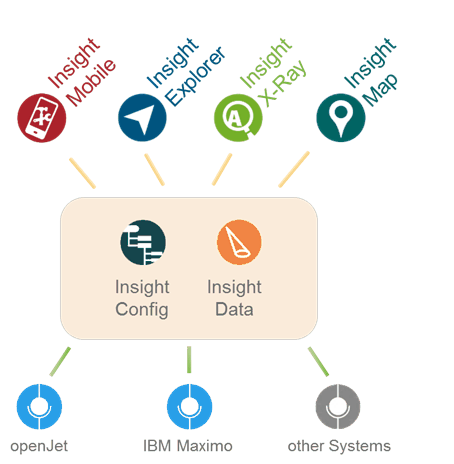 Insight
Mobile
Insight
Explorer
Insight
X-Ray
Insight
Map
A
Insight
Config
Insight
Data
openJet
IBM Maximo
other Systems